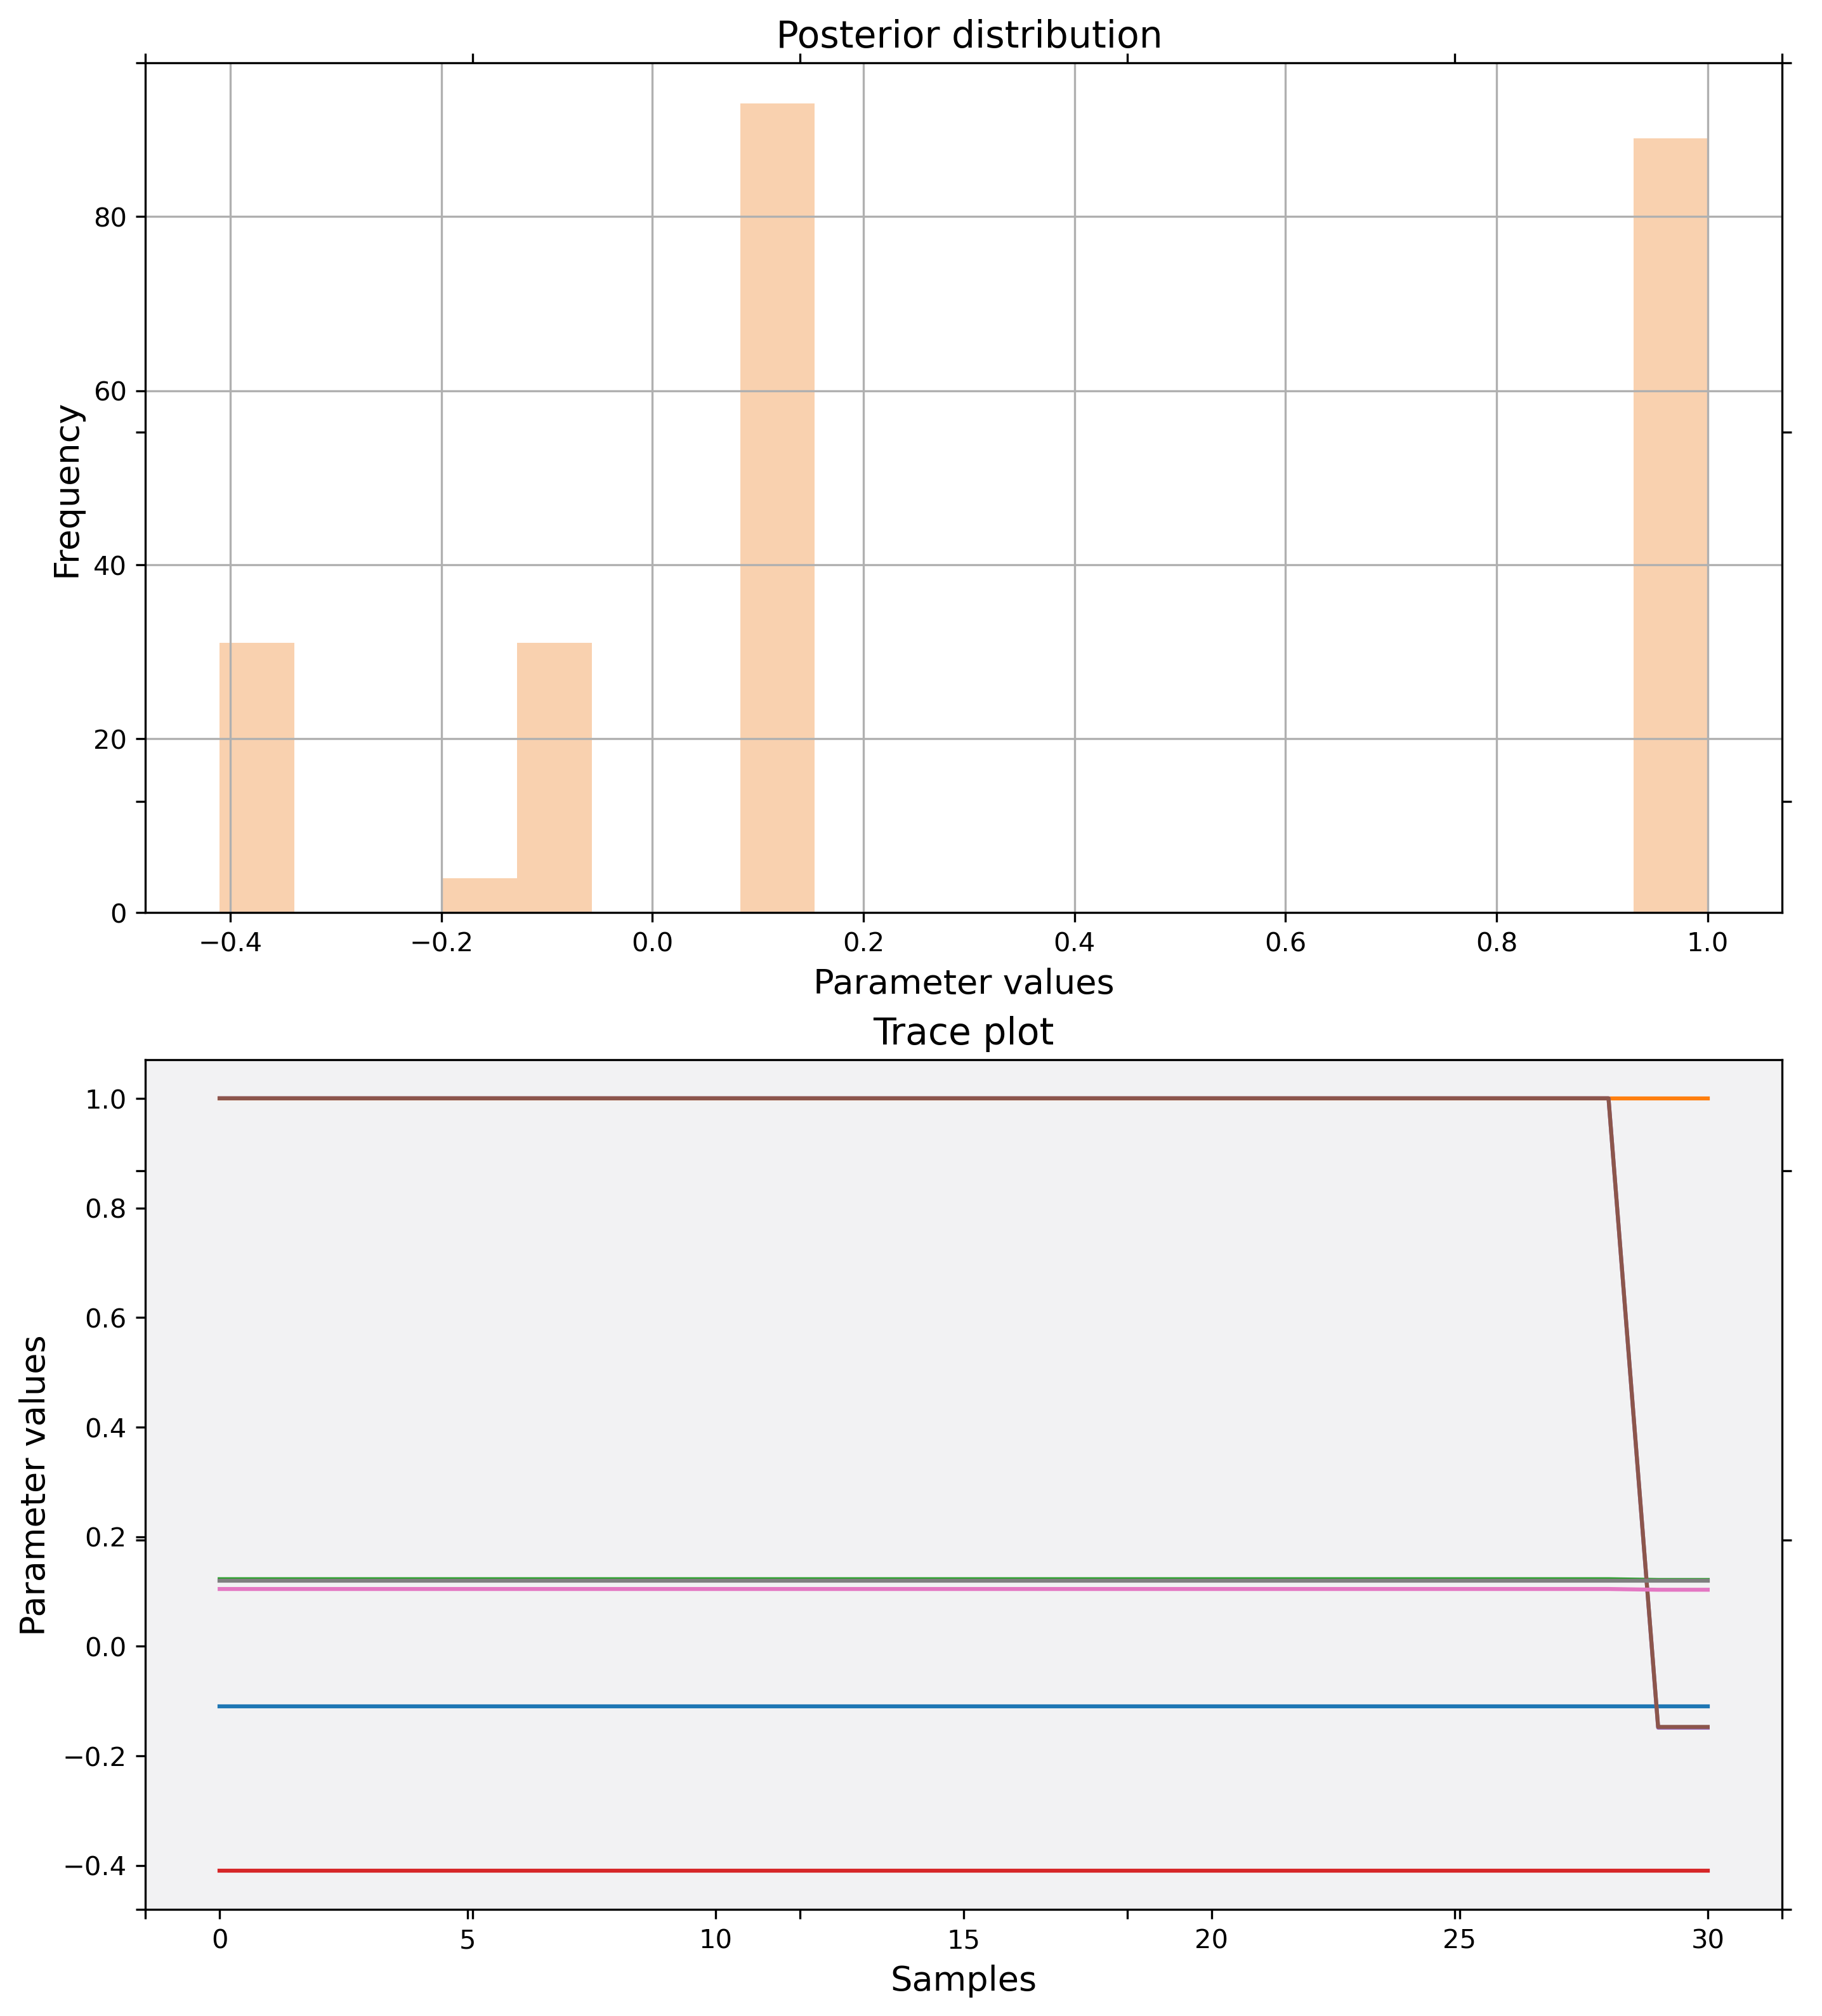 Posterior distribution
80
60
40
20
0
Frequency
−0.4 −0.2 0.0 0.2 0.4 0.6 0.8 1.0
Parameter values
Trace plot
1.0
0.8
0.6
0.4
0.2
0.0
−0.2
−0.4
Parameter values
0 5 10 15 20 25 30
Samples